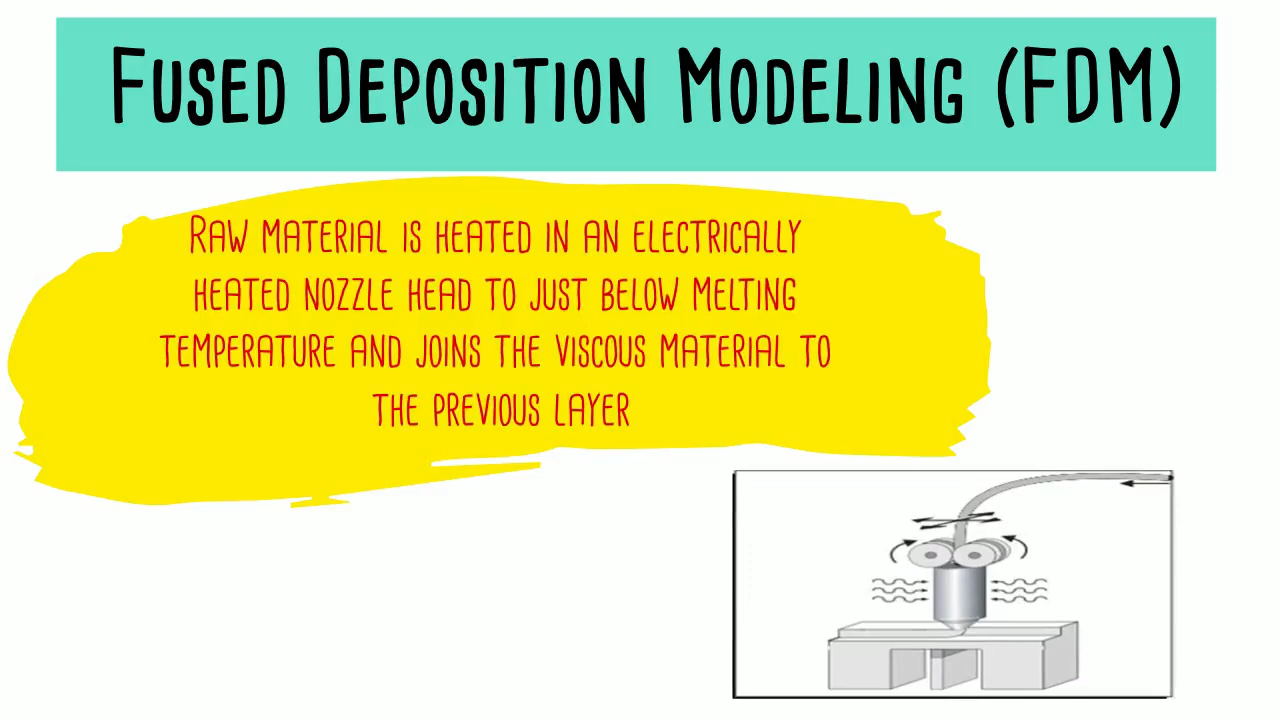 Fused Deposition Modeling (FDM)
Raw material is heated in an electrically
heated nozzle head to just below melting
temperature and joins the viscous material to
the previous layer